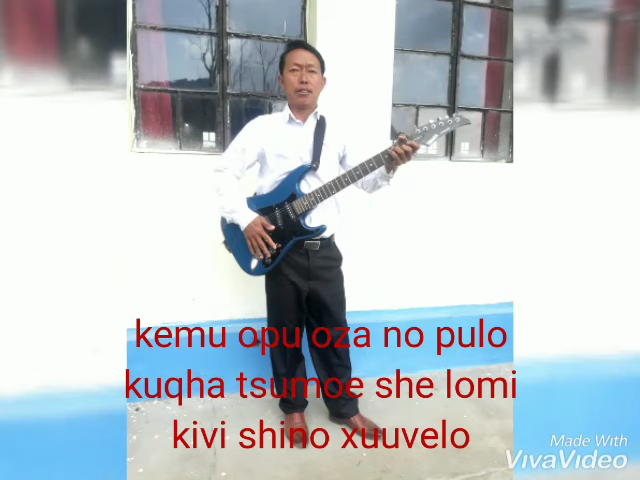 kemu opu oza no pulo
kuqha tsumoe she lomi
kivi shino xuuvelo
Made With
VivaVideo